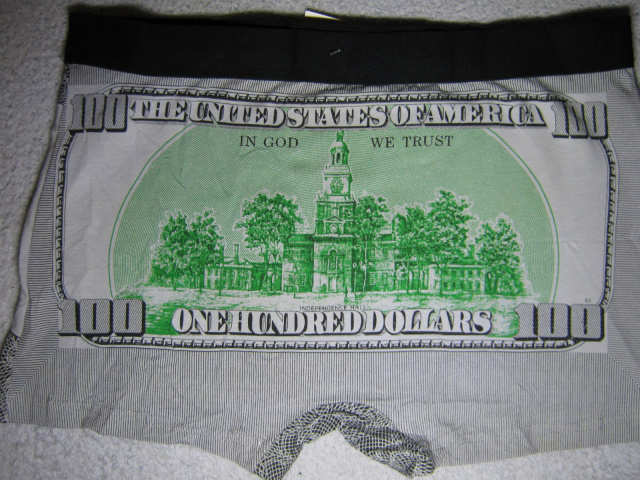 100 THE UNITED STATES OF AMERICA 100
IN GOD WE TRUST
INDEPENDENCE HALL
100 ONE HUNDRED DOLLARS 100